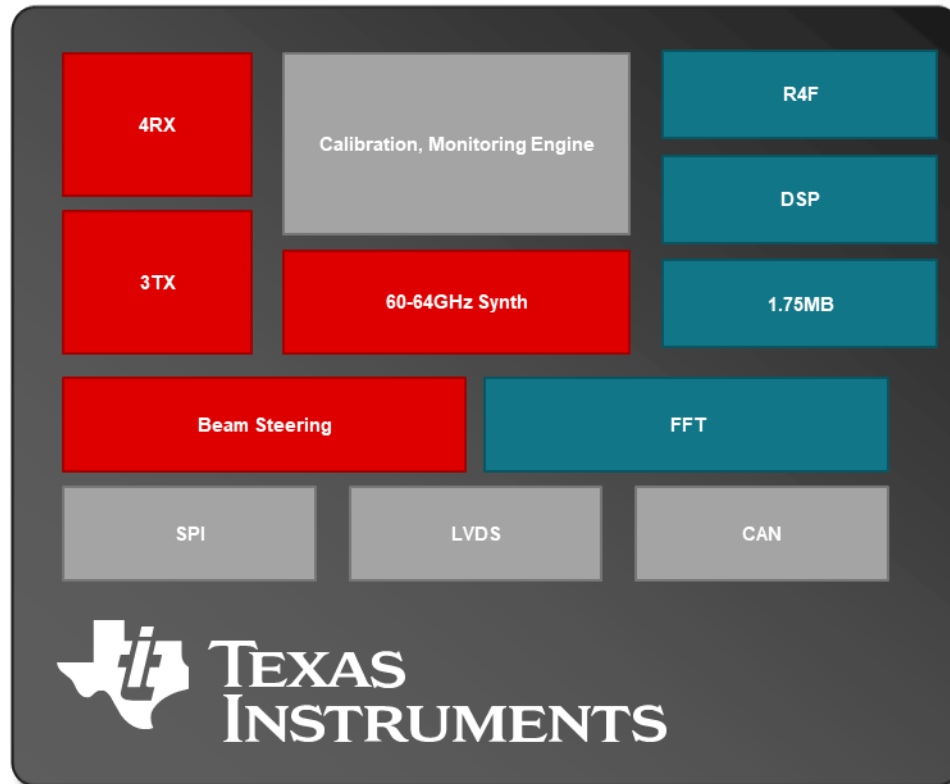 4RX
Calibration, Monitoring Engine
R4F
DSP
3TX
60-64GHz Synth
1.75MB
Beam Steering
FFT
SPI
LVDS
CAN
TEXAS
INSTRUMENTS